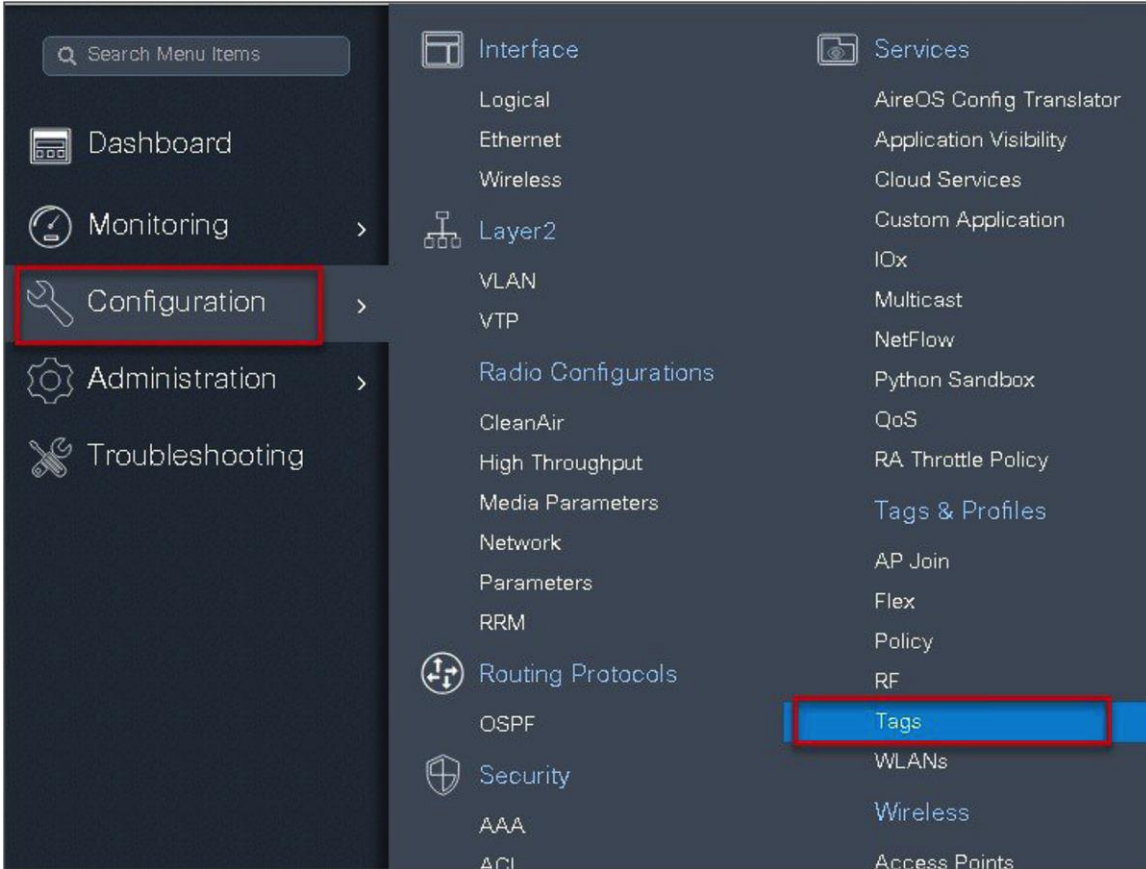 Search Menu Items
Dashboard
Monitoring
Configuration
Administration
Troubleshooting
Interface
Logical
Ethernet
Wireless
Layer2
VLAN
VTP
Radio Configurations
CleanAir
High Throughput
Media Parameters
Network
Parameters
RRM
Routing Protocols
OSPF
Security
AAA
ACL
Services
AireOS Config Translator
Application Visibility
Cloud Services
Custom Application
IOx
Multicast
NetFlow
Python Sandbox
QoS
RA Throttle Policy
Tags & Profiles
AP Join
Flex
Policy
RF
Tags
WLANs
Wireless
Access Points